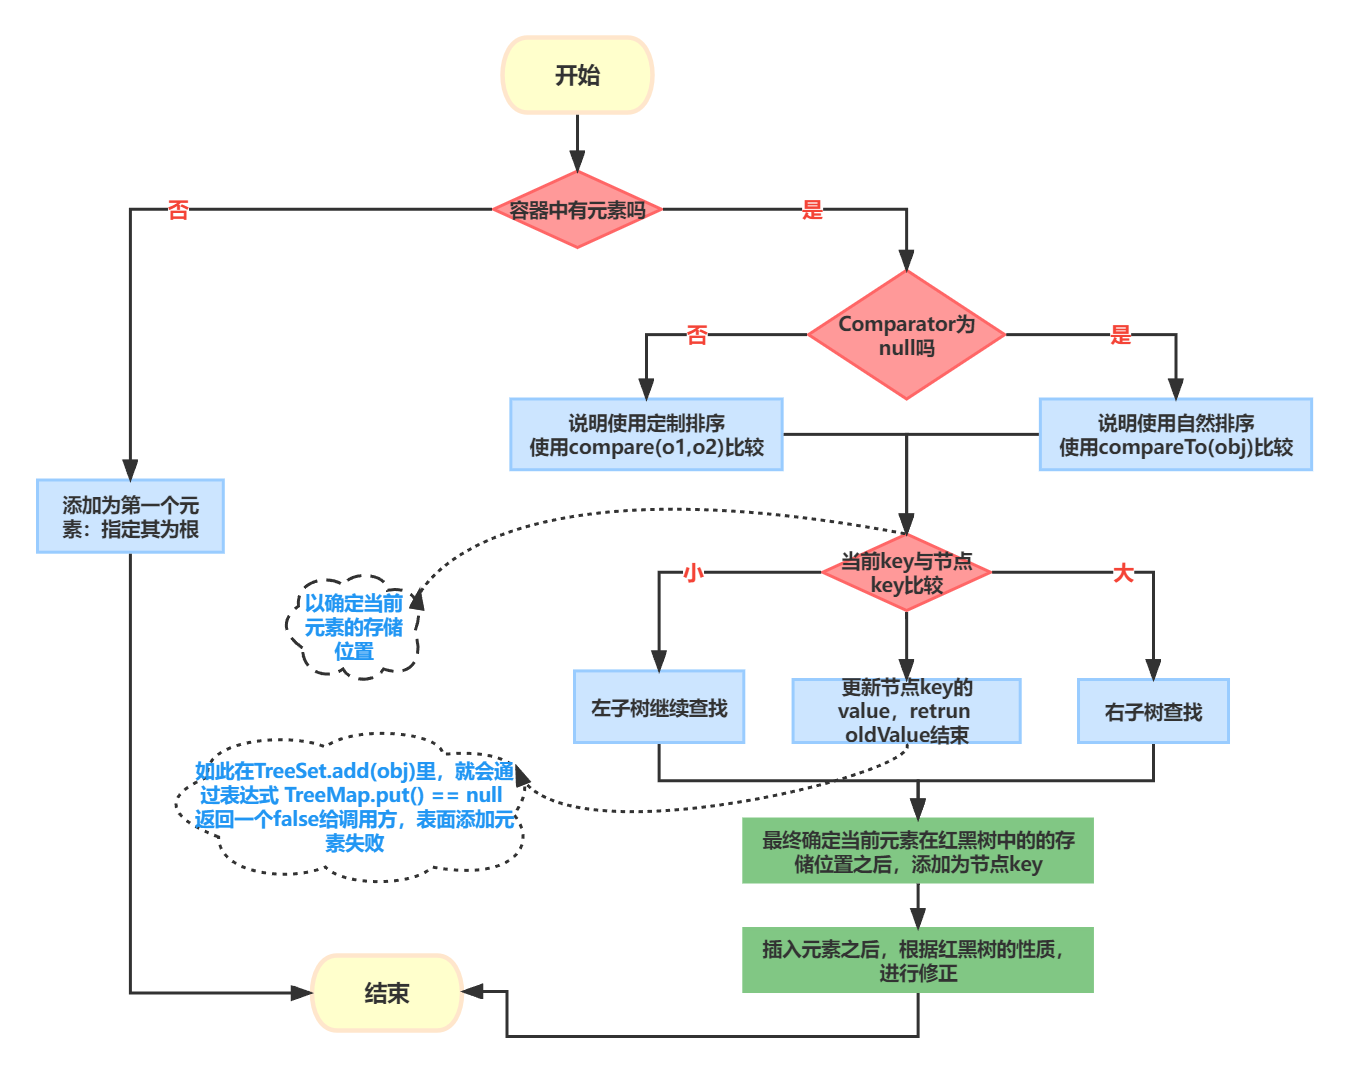 开始
容器中有元素吗
否
是
Comparator为
null吗
否
是
说明使用定制排序
使用compare(o1,o2)比较
说明使用自然排序
使用compareTo(obj)比较
添加为第一个元
素：指定其为根
当前key与节点
key比较
小
大
以确定当前
元素的存储
位置
左子树继续查找
更新节点key的
value，retrun
oldValue结束
右子树查找
如此在TreeSet.add(obj)里，就会通
过表达式 TreeMap.put() == null
返回一个false给调用方，表面添加元
素失败
最终确定当前元素在红黑树中的的存
储位置之后，添加为节点key
插入元素之后，根据红黑树的性质，
进行修正
结束